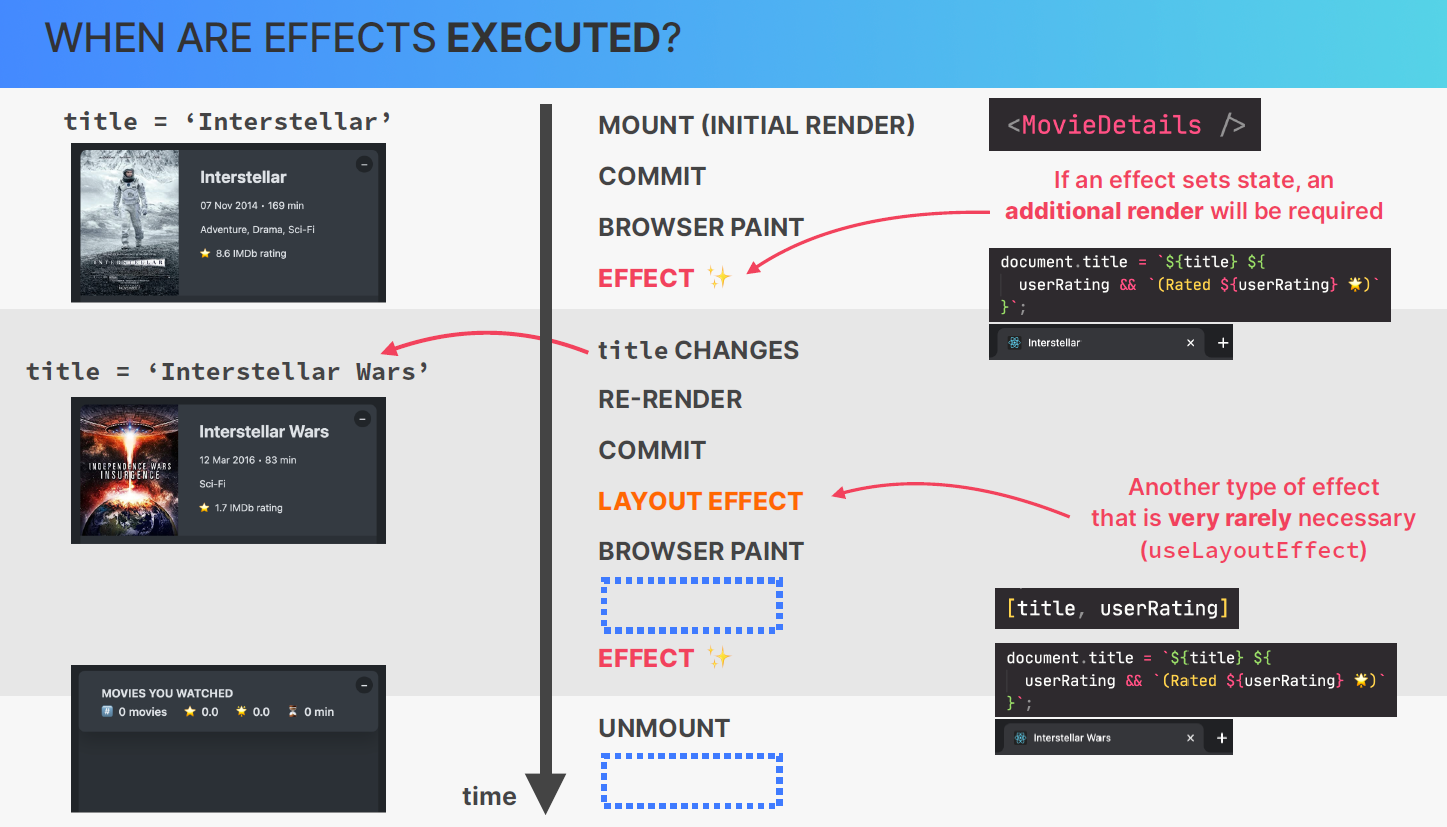 WHEN ARE EFFECTS EXECUTED?
title = ‘Interstellar’
Interstellar
07 Nov 2014 • 169 min
Adventure, Drama, Sci-Fi
⭐ 8.6 IMDb rating
INTERSTELLAR
MOUNT (INITIAL RENDER)
COMMIT
BROWSER PAINT
EFFECT ✨
<MovieDetails />
If an effect sets state, an
additional render will be required
document.title = `${title} ${
userRating && `(Rated ${userRating} 🌟)`
}`;
Interstellar
title = ‘Interstellar Wars’
Interstellar Wars
12 Mar 2016 • 83 min
Sci-Fi
⭐ 1.7 IMDb rating
INDEPENDENCE WARS
INSURGENCE
title CHANGES
RE-RENDER
COMMIT
LAYOUT EFFECT
BROWSER PAINT
EFFECT ✨
Another type of effect
that is very rarely necessary
(useLayoutEffect)
[title, userRating]
document.title = `${title} ${
userRating && `(Rated ${userRating} 🌟)`
}`;
Interstellar Wars
MOVIES YOU WATCHED
#️⃣ 0 movies ⭐ 0.0 🌟 0.0 ⏳ 0 min
UNMOUNT
time